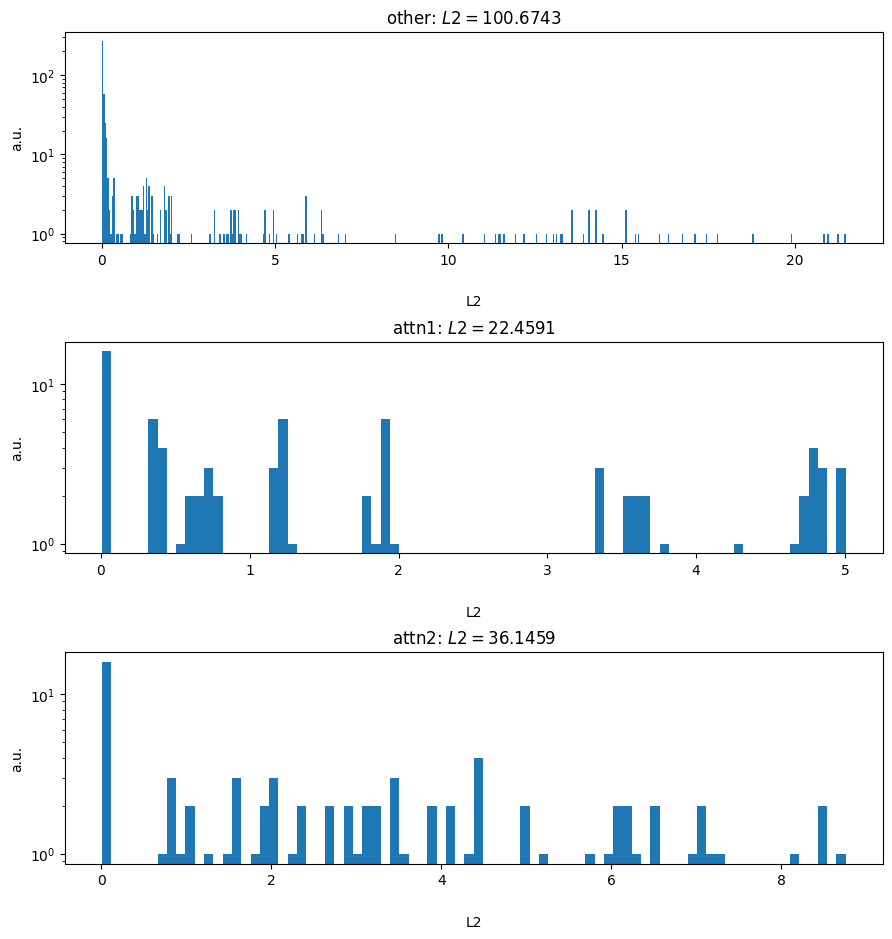 other: L2 = 100.6743
a.u.
10²
10¹
10⁰
0 5 10 15 20
L2
attn1: L2 = 22.4591
a.u.
10¹
10⁰
0 1 2 3 4 5
L2
attn2: L2 = 36.1459
a.u.
10¹
10⁰
0 2 4 6 8
L2